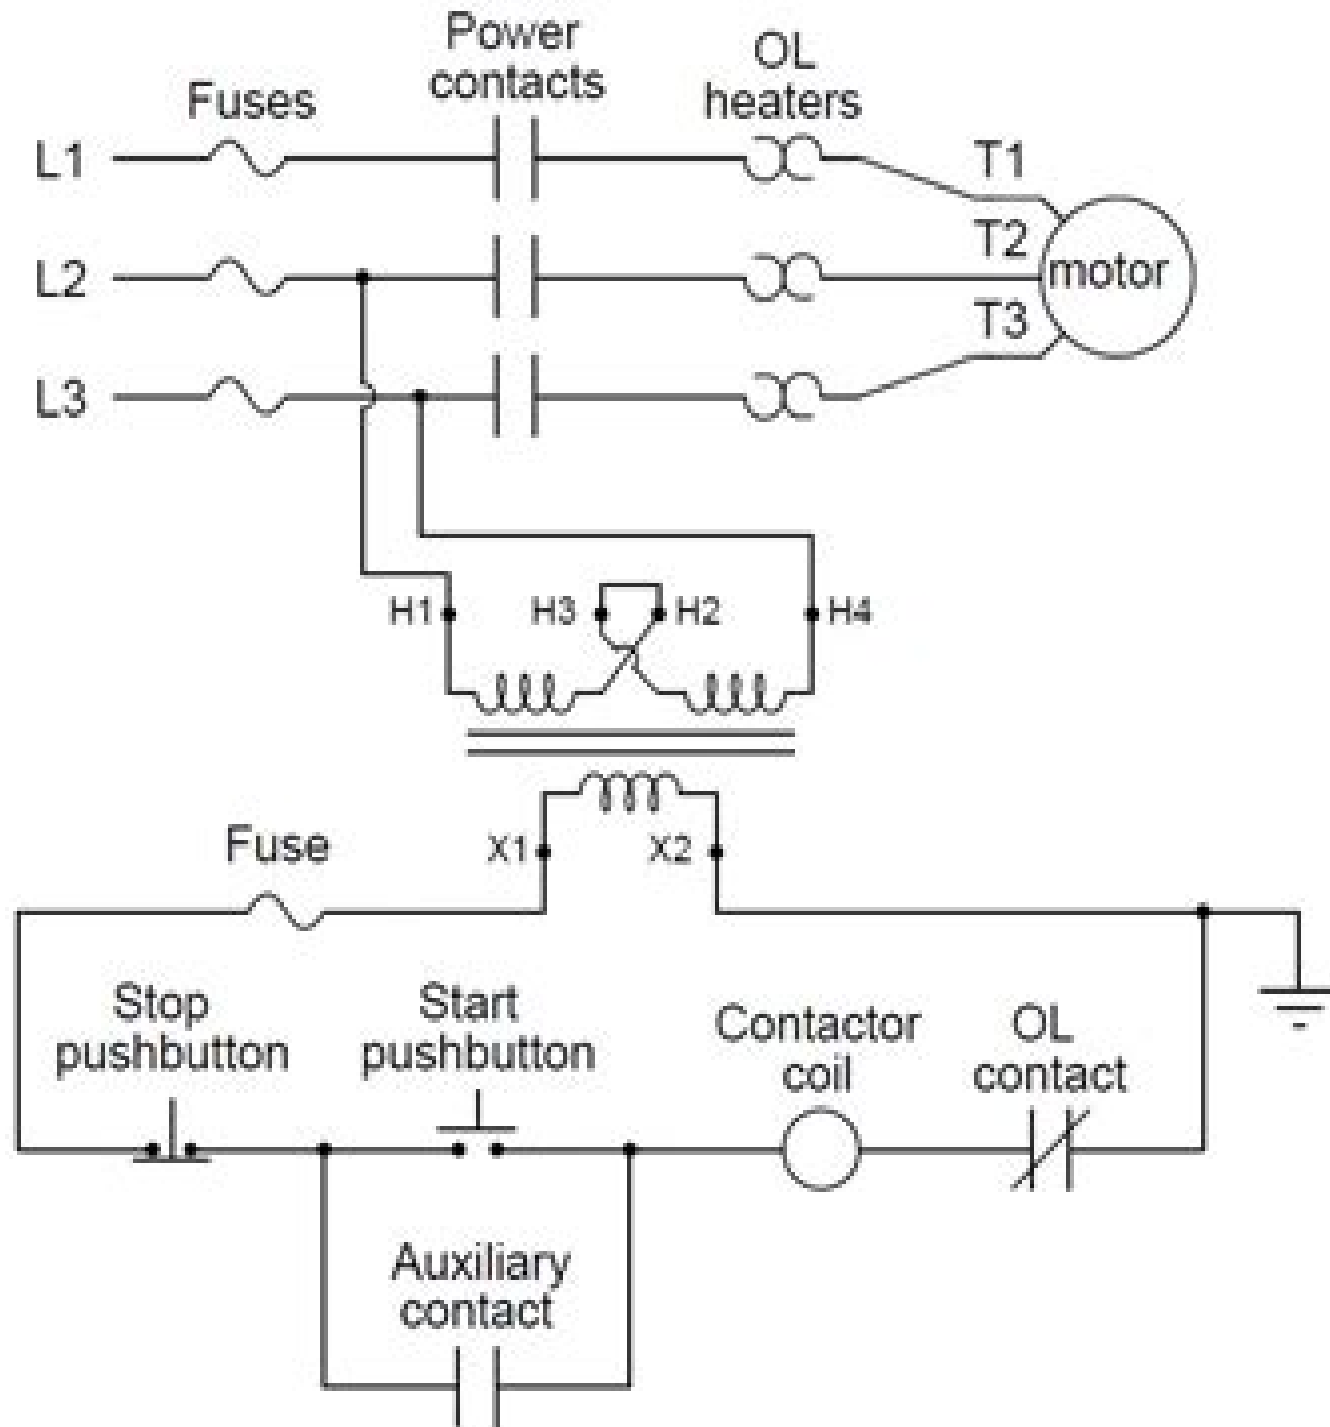 Power
contacts
OL
heaters
Fuses
L1
T1
L2
T2
motor
L3
T3
H1
H3
H2
H4
X1
X2
Fuse
Stop
pushbutton
Start
pushbutton
Contactor
coil
OL
contact
Auxiliary
contact